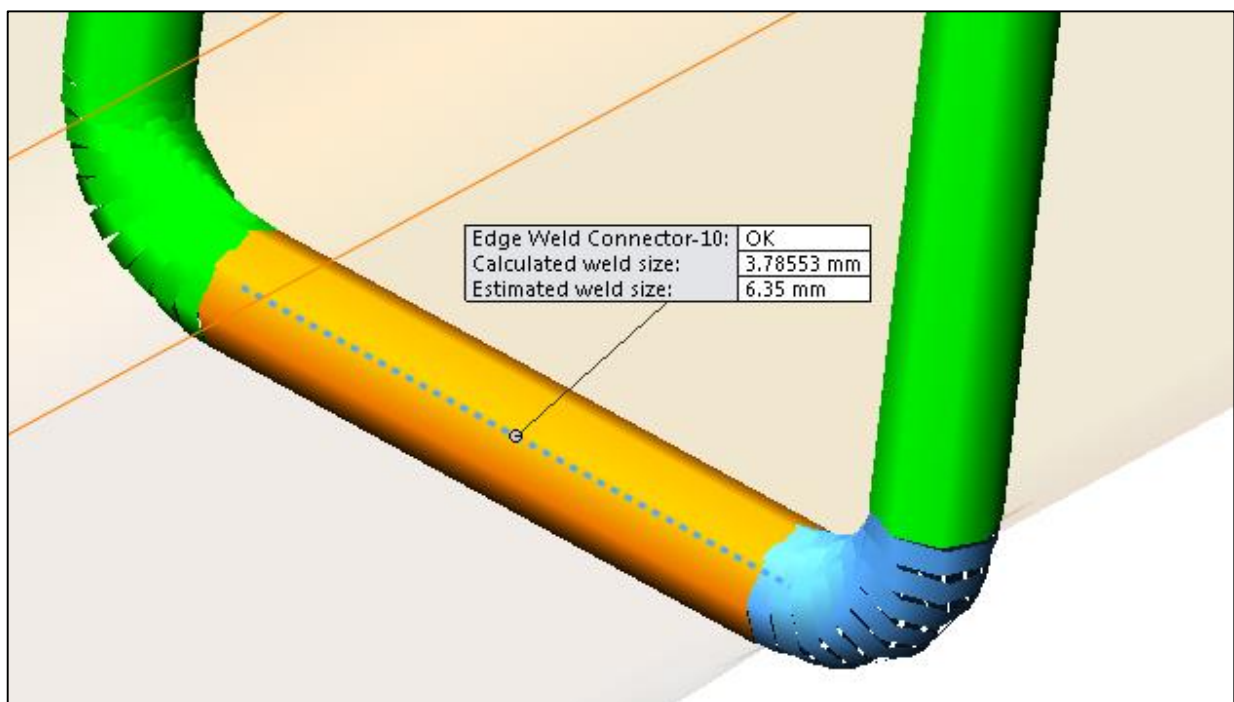 Edge Weld Connector-10: OK
Calculated weld size: 3.78553 mm
Estimated weld size: 6.35 mm